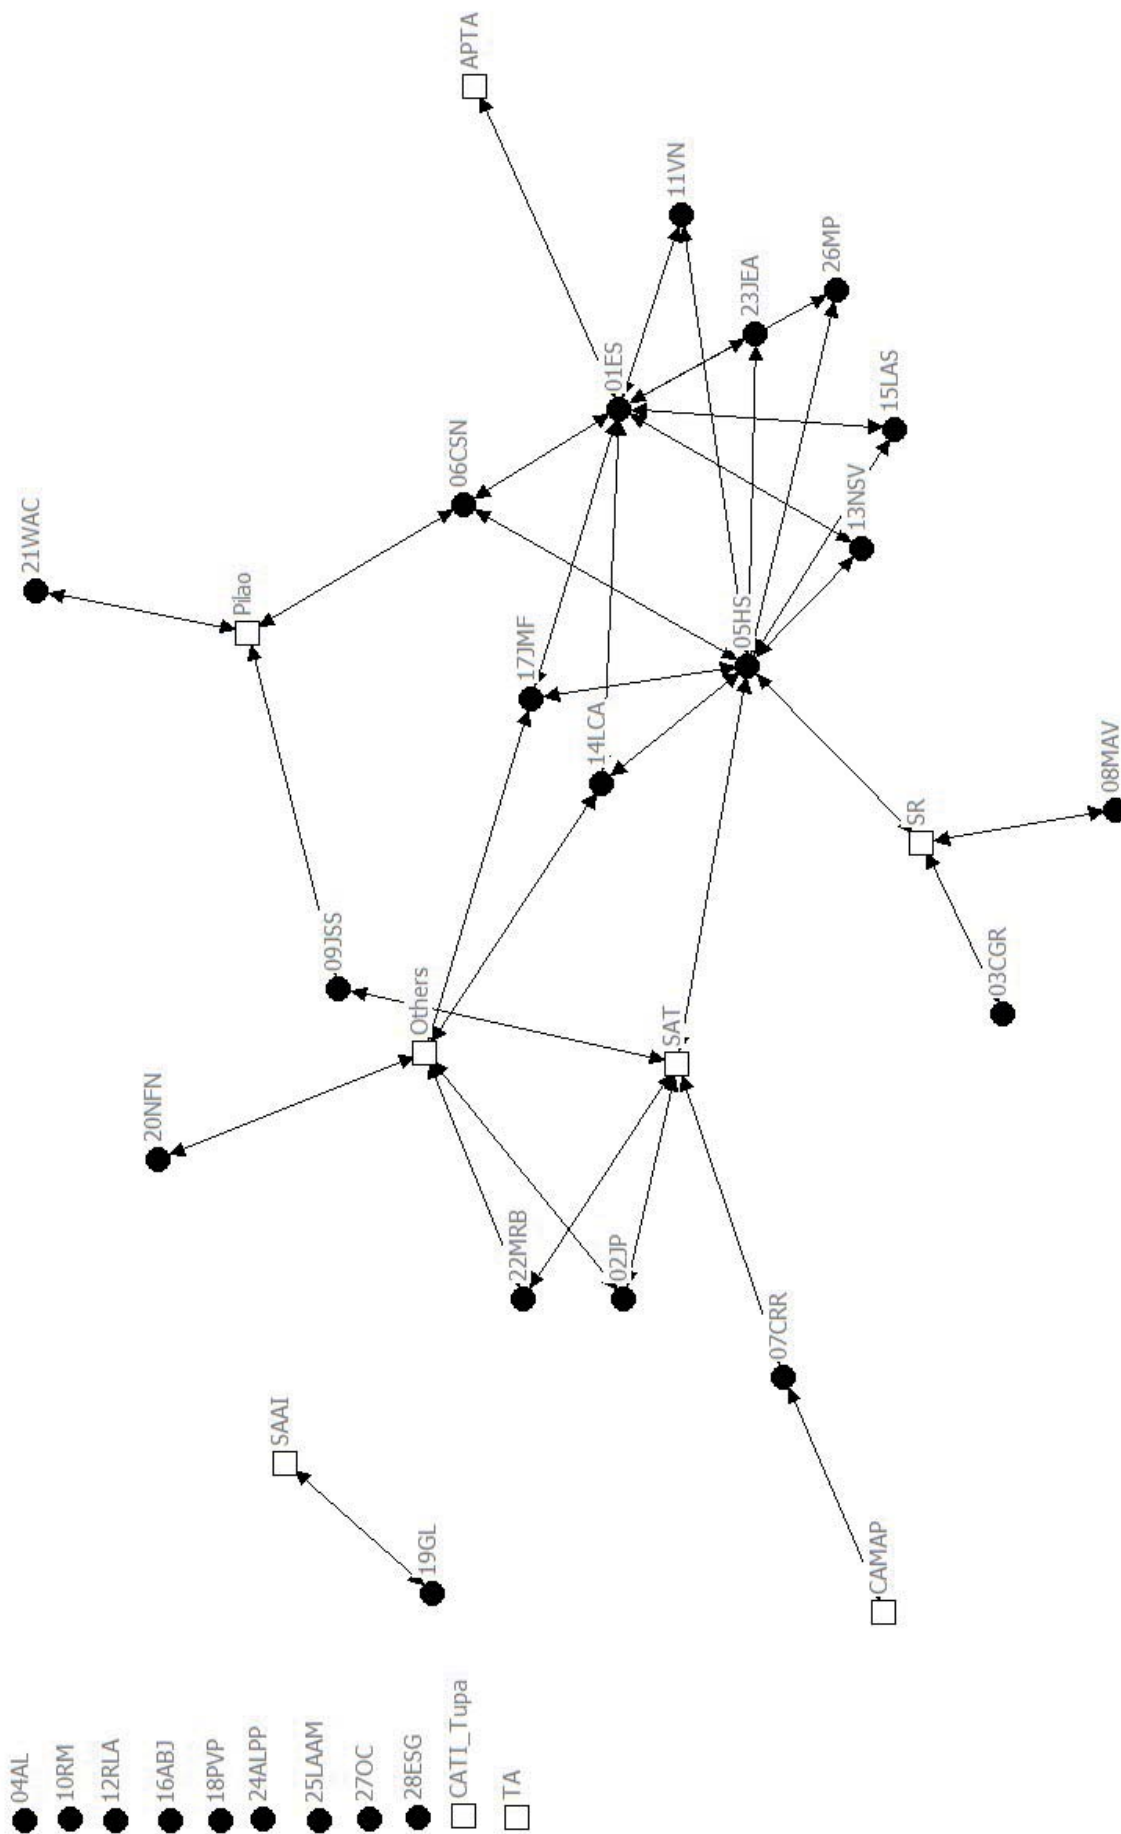 04AL
10RM
12RLA
16ABJ
18PVP
24ALPP
25LAAM
27OC
28ESG
CATI_Tupa
TA
19GL
SAAI
CAMAP
07CRR
22MRB
02JP
20NFN
Others
SAT
09JSS
03CGR
SR
08MAV
14LCA
17JMF
05HS
Pilao
21WAC
06CSN
13NSV
15LAS
01ES
23JEA
26MP
11VN
APTA